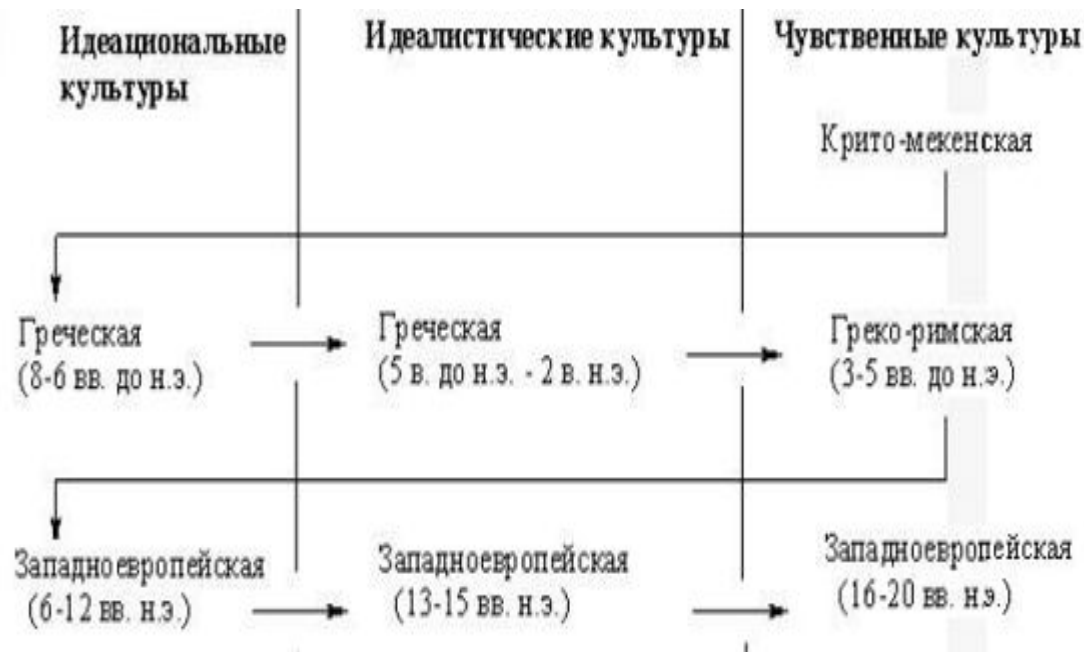 Идеациональные
культуры
Идеалистические культуры
Чувственные культуры
Крито-мекенская
Греческая
(8-6 вв. до н.э.)
Греческая
(5 в. до н.э. - 2 в. н.э.)
Греко-римская
(3-5 вв. до н.э.)
Западноевропейская
(6-12 вв. н.э.)
Западноевропейская
(13-15 вв. н.э.)
Западноевропейская
(16-20 вв. н.э.)